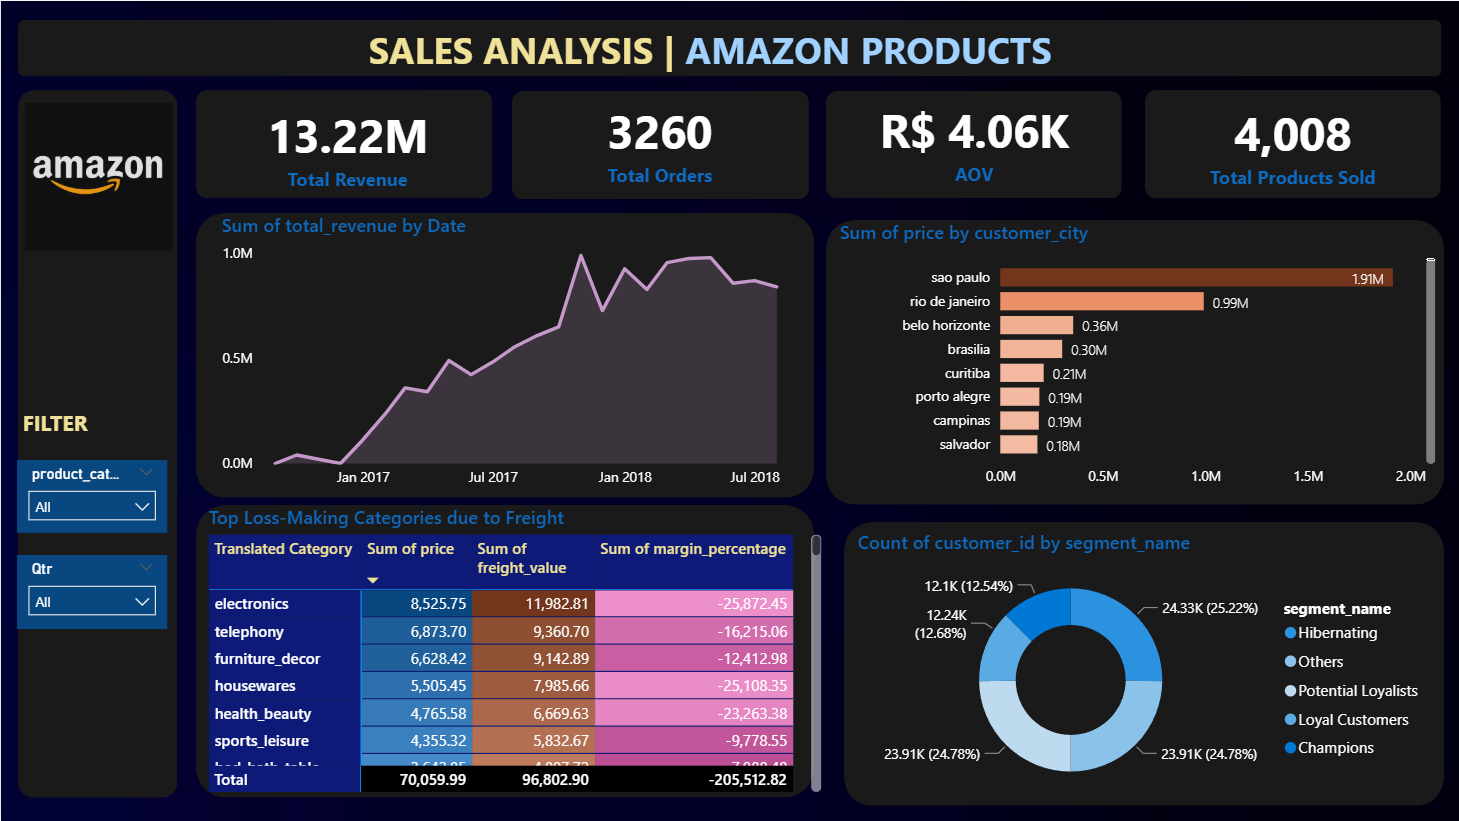 SALES ANALYSIS | AMAZON PRODUCTS
amazon
13.22M
Total Revenue
3260
Total Orders
R$ 4.06K
AOV
4,008
Total Products Sold
FILTER
product_cat...
All
Qtr
All
Sum of total_revenue by Date
1.0M
0.5M
0.0M
Jan 2017
Jul 2017
Jan 2018
Jul 2018
Sum of price by customer_city
sao paulo 1.91M
rio de janeiro 0.99M
belo horizonte 0.36M
brasilia 0.30M
curitiba 0.21M
porto alegre 0.19M
campinas 0.19M
salvador 0.18M
0.0M 0.5M 1.0M 1.5M 2.0M
Top Loss-Making Categories due to Freight
Translated Category Sum of price Sum of freight_value Sum of margin_percentage
electronics 8,525.75 11,982.81 -25,872.45
telephony 6,873.70 9,360.70 -16,215.06
furniture_decor 6,628.42 9,142.89 -12,412.98
housewares 5,505.45 7,985.66 -25,108.35
health_beauty 4,765.58 6,669.63 -23,263.38
sports_leisure 4,355.32 5,832.67 -9,778.55
Total 70,059.99 96,802.90 -205,512.82
Count of customer_id by segment_name
12.1K (12.54%)
24.33K (25.22%)
12.24K
(12.68%)
23.91K (24.78%)
23.91K (24.78%)
segment_name
Hibernating
Others
Potential Loyalists
Loyal Customers
Champions